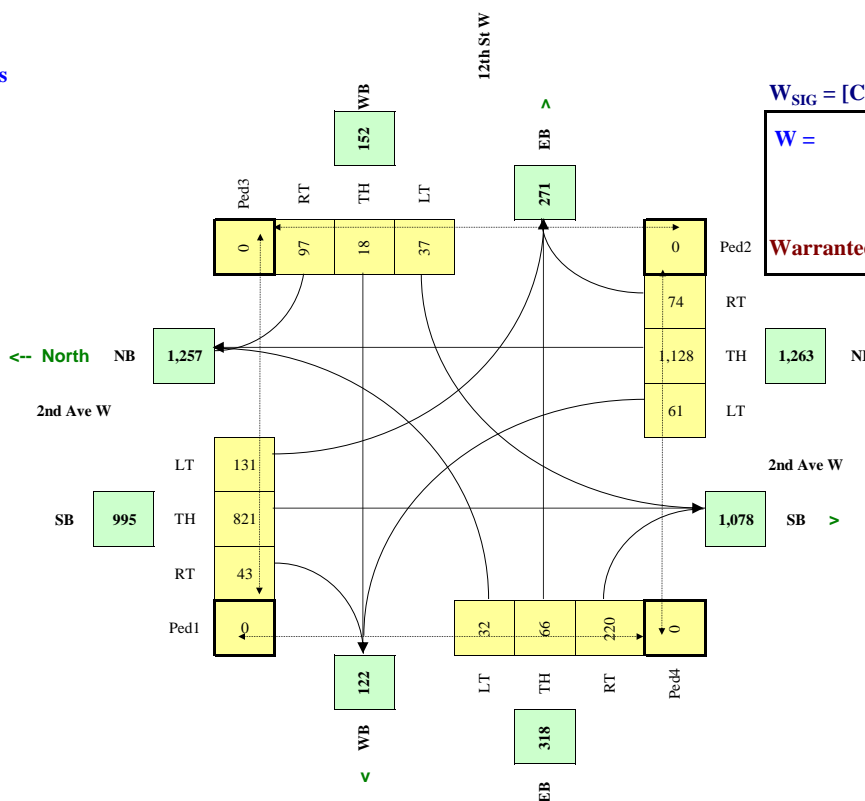 12th St W
s
W_SIG = [C
WB
152
EB
271
W =
Warrante
Ped3
RT
TH
LT
0
97
18
37
0
Ped2
74
RT
1,128
TH
1,263
61
LT
^
<-- North
NB
1,257
2nd Ave W
LT
131
SB
995
TH
821
RT
43
Ped1
0
2nd Ave W
1,078
SB
>
32
66
220
0
LT
TH
RT
Ped4
122
WB
v
318
EB